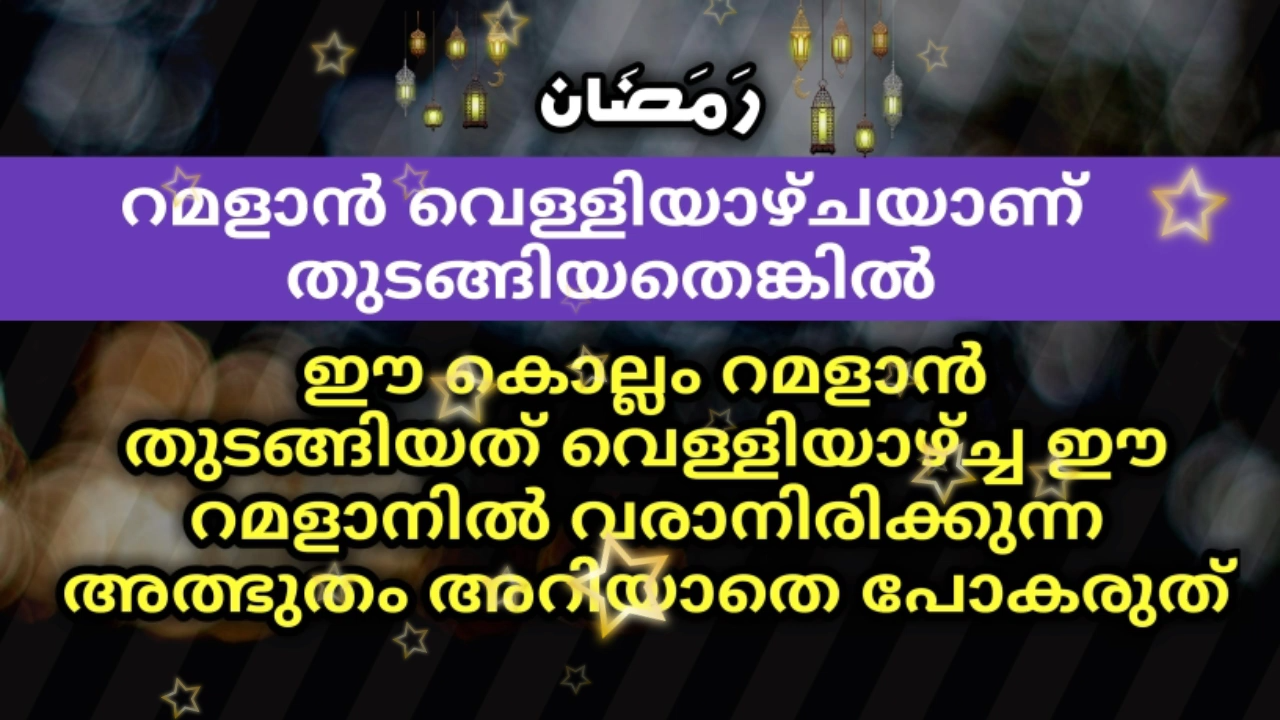 رَمَضَان
റമളാൻ വെള്ളിയാഴ്ചയാണ്
തുടങ്ങിയതെങ്കിൽ
ഈ കൊല്ലം റമളാൻ
തുടങ്ങിയത് വെള്ളിയാഴ്ച്ച ഈ
റമളാനിൽ വരാനിരിക്കുന്ന
അത്ഭുതം അറിയാതെ പോകരുത്